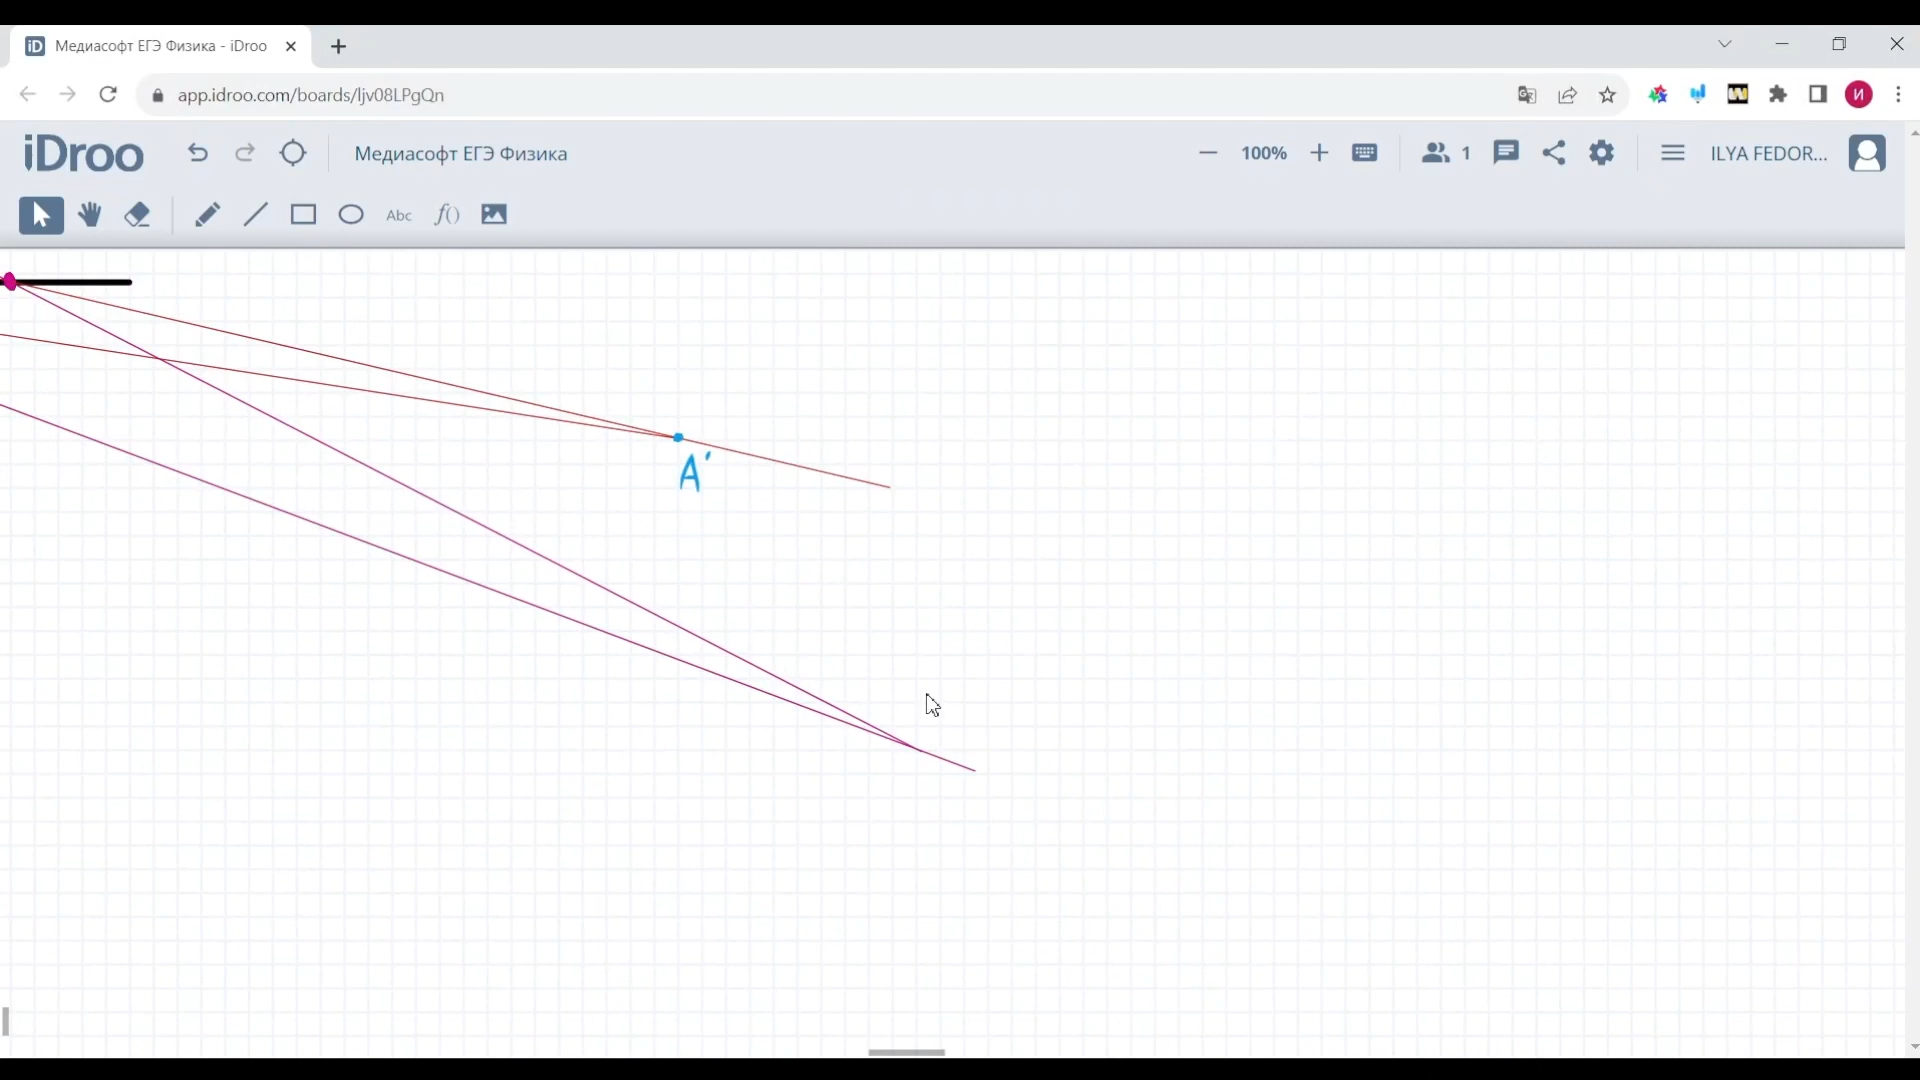 Медиасофт ЕГЭ Физика - iDroo
app.idroo.com/boards/ljv08LPgQn
iDroo
Медиасофт ЕГЭ Физика
100%
1
ILYA FEDOR...
Abc
f()
A'